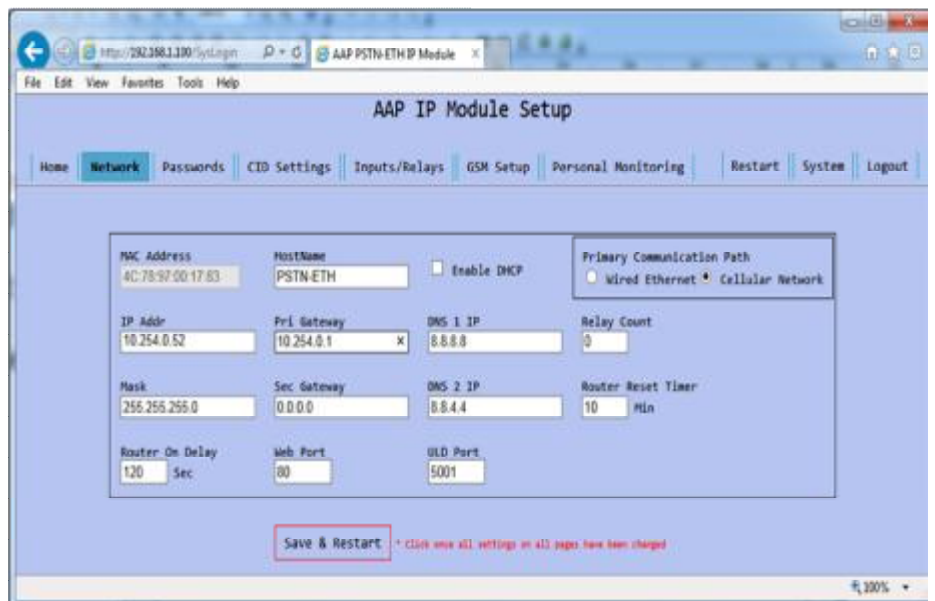 http://192.168.1.100/SysLogin
AAP PSTN-ETH IP Module
File Edit View Favorites Tools Help
AAP IP Module Setup
Home Network Passwords CID Settings Inputs/Relays GSM Setup Personal Monitoring Restart System Logout
MAC Address HostName Enable DHCP Primary Communication Path
4C:78:97:00:17:83 PSTN-ETH Wired Ethernet Cellular Network
IP Addr Pri Gateway DNS 1 IP Relay Count
10.254.0.52 10.254.0.1 x 8.8.8.8 0
Mask Sec Gateway DNS 2 IP Router Reset Timer
255.255.255.0 0.0.0.0 8.8.4.4 10 Min
Router On Delay Web Port ULD Port
120 Sec 80 5001
Save & Restart * Click once all settings on all pages have been changed
100%